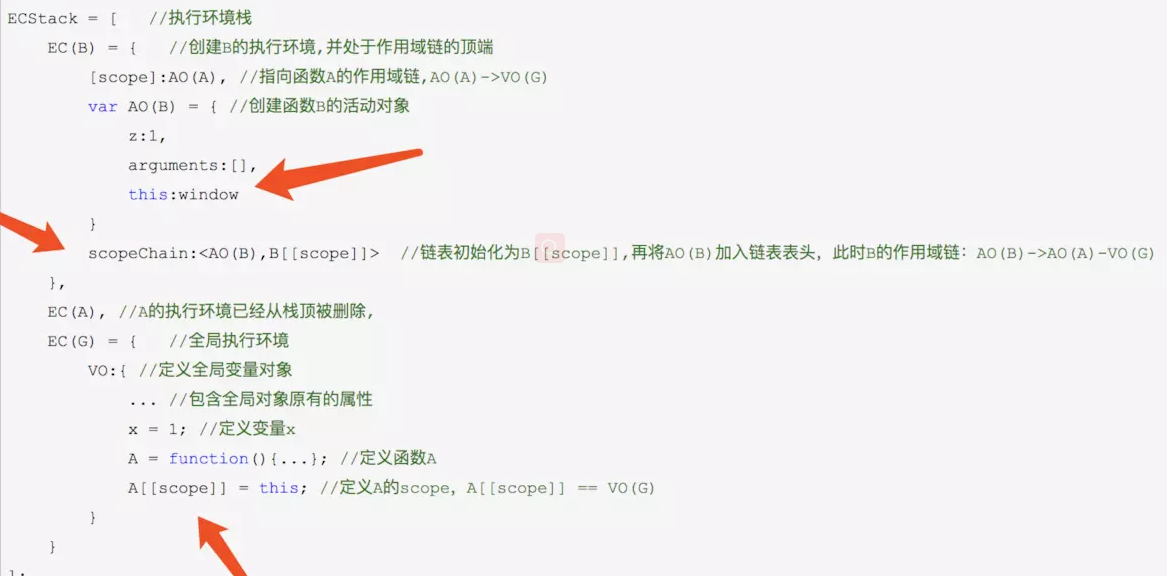 ECStack = [   //执行环境栈
    EC(B) = {   //创建B的执行环境,并处于作用域链的顶端
        [scope]:AO(A), //指向函数A的作用域链,AO(A)->VO(G)
        var AO(B) = { //创建函数B的活动对象
            z:1,
            arguments:[],
            this:window
        }
        scopeChain:<AO(B),B[[scope]]>  //链表初始化为B[[scope]],再将AO(B)加入链表表头，此时B的作用域链：AO(B)->AO(A)-VO(G)
    },
    EC(A), //A的执行环境已经从栈顶被删除,
    EC(G) = {   //全局执行环境
        VO:{ //定义全局变量对象
            ... //包含全局对象原有的属性
            x = 1; //定义变量x
            A = function(){...}; //定义函数A
            A[[scope]] = this; //定义A的scope，A[[scope]] == VO(G)
        }
    }
];